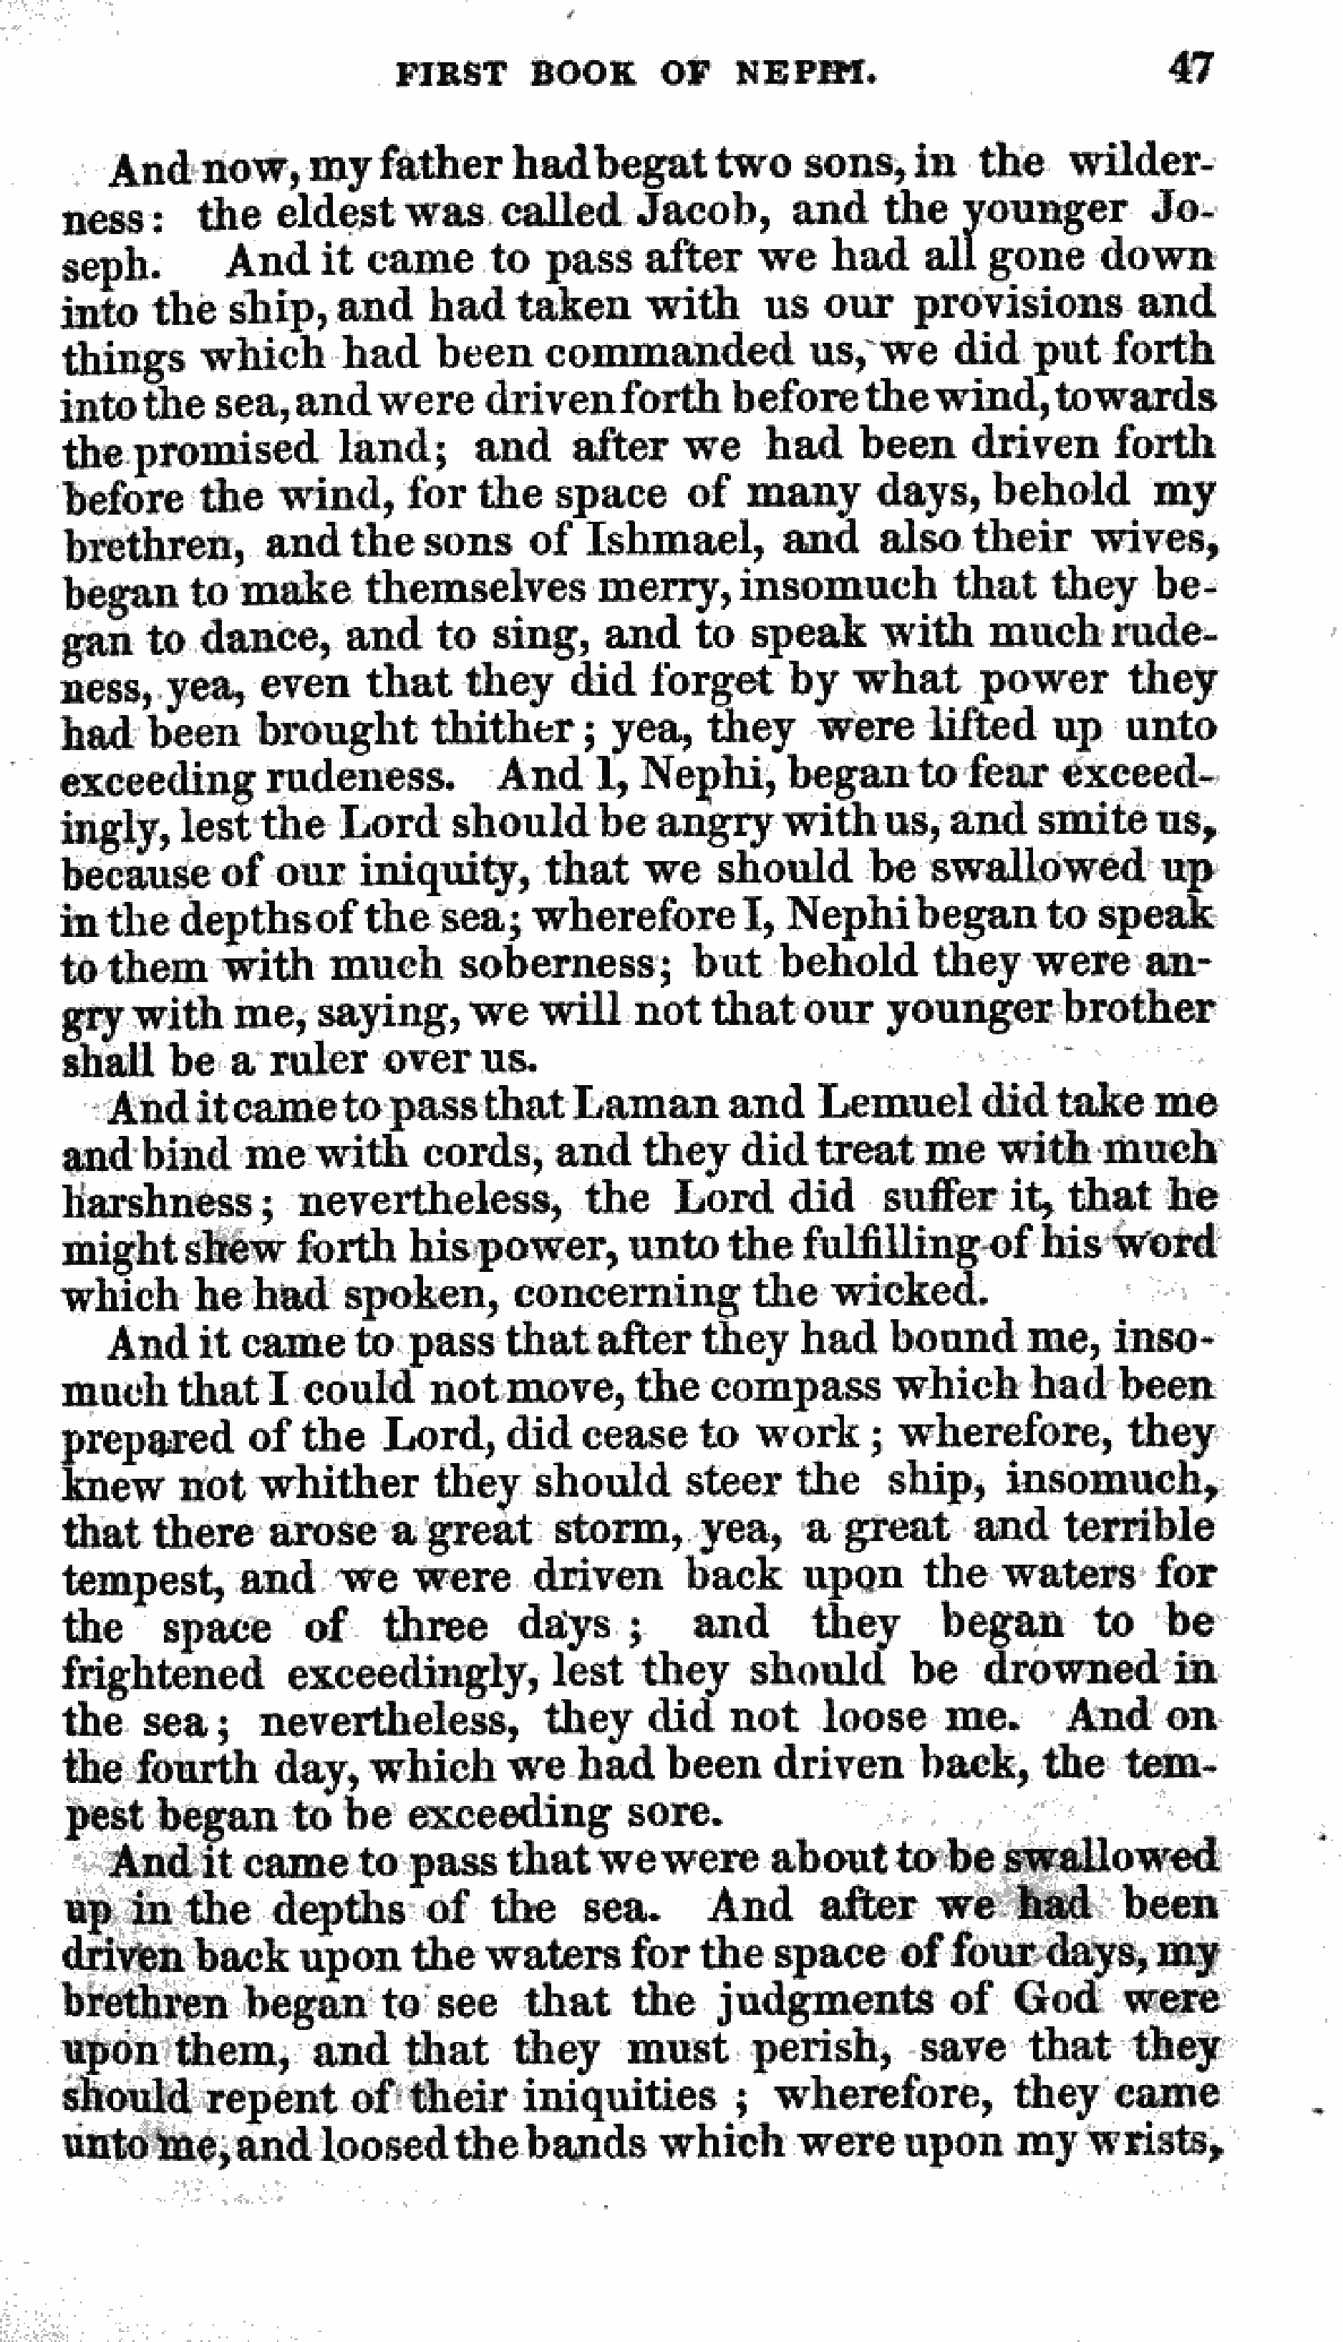 FIRST BOOK OF NEPHI. 47
And now, my father had begat two sons, in the wilder-
ness: the eldest was called Jacob, and the younger Jo-
seph. And it came to pass after we had all gone down
into the ship, and had taken with us our provisions and
things which had been commanded us, we did put forth
into the sea, and were driven forth before the wind, towards
the promised land; and after we had been driven forth
before the wind, for the space of many days, behold my
brethren, and the sons of Ishmael, and also their wives,
began to make themselves merry, insomuch that they be-
gan to dance, and to sing, and to speak with much rude-
ness, yea, even that they did forget by what power they
had been brought thither; yea, they were lifted up unto
exceeding rudeness. And I, Nephi, began to fear exceed-
ingly, lest the Lord should be angry with us, and smite us,
because of our iniquity, that we should be swallowed up
in the depths of the sea; wherefore I, Nephi began to speak
to them with much soberness; but behold they were an-
gry with me, saying, we will not that our younger brother
shall be a ruler over us.
And it came to pass that Laman and Lemuel did take me
and bind me with cords, and they did treat me with much
harshness; nevertheless, the Lord did suffer it, that he
might shew forth his power, unto the fulfilling of his word
which he had spoken, concerning the wicked.
And it came to pass that after they had bound me, inso-
much that I could not move, the compass which had been
prepared of the Lord, did cease to work; wherefore, they
knew not whither they should steer the ship, insomuch,
that there arose a great storm, yea, a great and terrible
tempest, and we were driven back upon the waters for
the space of three days; and they began to be
frightened exceedingly, lest they should be drowned in
the sea; nevertheless, they did not loose me. And on
the fourth day, which we had been driven back, the tem-
pest began to be exceeding sore.
And it came to pass that we were about to be swallowed
up in the depths of the sea. And after we had been
driven back upon the waters for the space of four days, my
brethren began to see that the judgments of God were
upon them, and that they must perish, save that they
should repent of their iniquities; wherefore, they came
unto me, and loosed the bands which were upon my wrists,